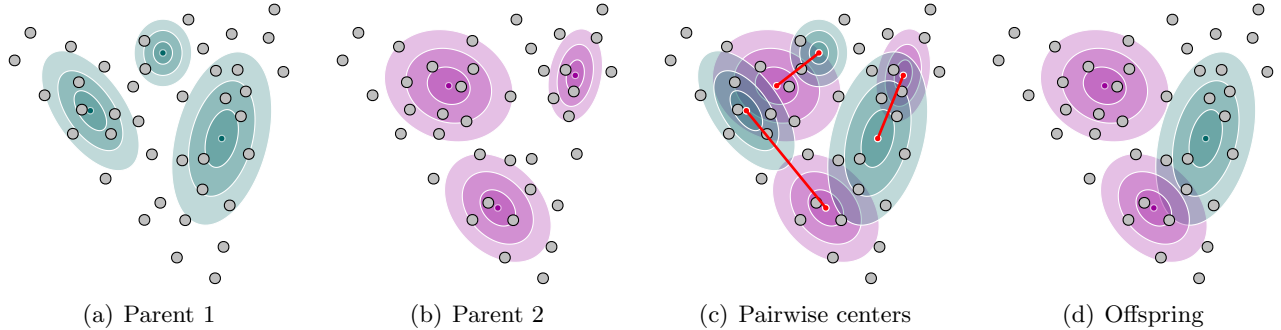 (a) Parent 1
(b) Parent 2
(c) Pairwise centers
(d) Offspring